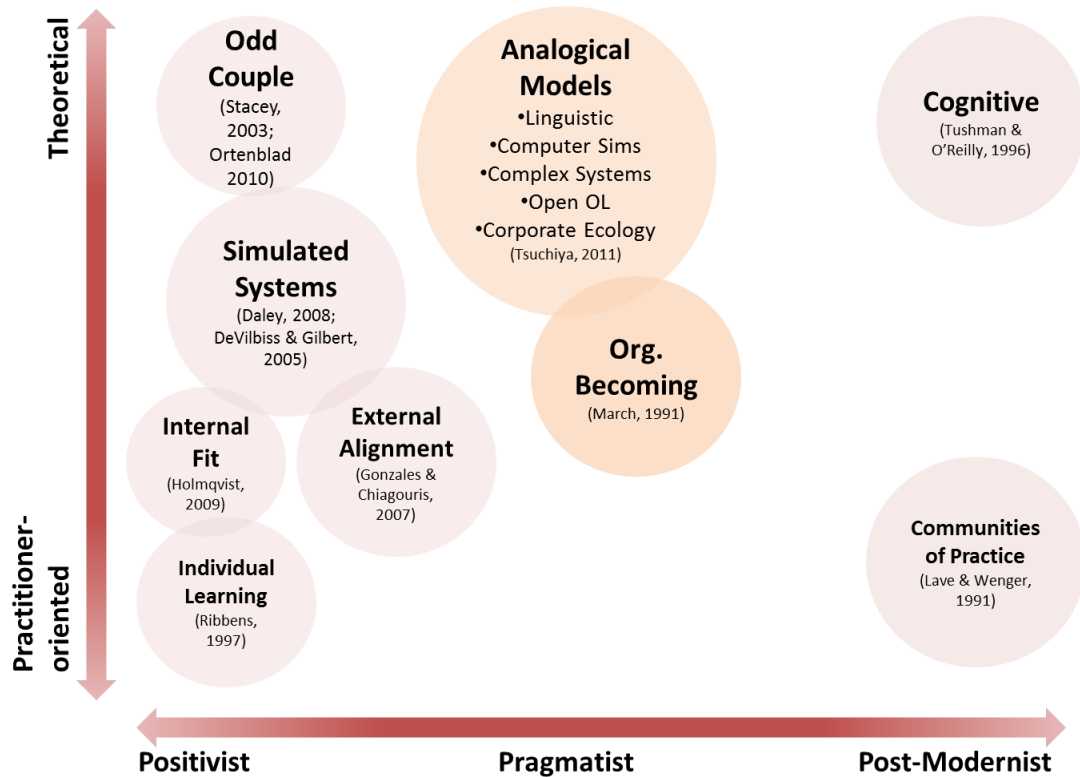 Theoretical
Practitioner-
oriented
Odd
Couple
(Stacey,
2003;
Ortenblad
2010)
Analogical
Models
•Linguistic
•Computer Sims
•Complex Systems
•Open OL
•Corporate Ecology
(Tsuchiya, 2011)
Cognitive
(Tushman &
O’Reilly, 1996)
Simulated
Systems
(Daley, 2008;
DeVilbiss & Gilbert,
2005)
Org.
Becoming
(March, 1991)
Internal
Fit
(Holmqvist,
2009)
External
Alignment
(Gonzales &
Chiagouris,
2007)
Communities
of Practice
(Lave & Wenger,
1991)
Individual
Learning
(Ribbens,
1997)
Positivist
Pragmatist
Post-Modernist